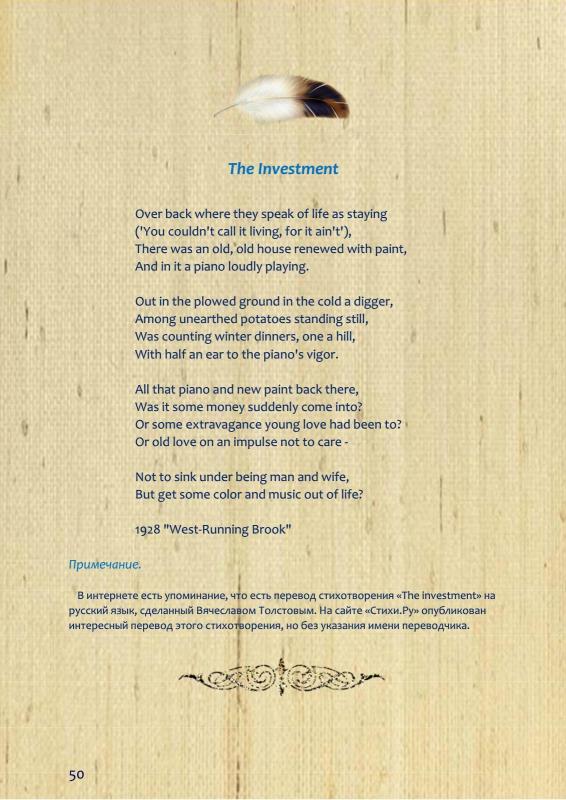 The Investment
Over back where they speak of life as staying
('You couldn't call it living, for it ain't'),
There was an old, old house renewed with paint,
And in it a piano loudly playing.
Out in the plowed ground in the cold a digger,
Among unearthed potatoes standing still,
Was counting winter dinners, one a hill,
With half an ear to the piano's vigor.
All that piano and new paint back there,
Was it some money suddenly come into?
Or some extravagance young love had been to?
Or old love on an impulse not to care -
Not to sink under being man and wife,
But get some color and music out of life?
1928 "West-Running Brook"
Примечание.
В интернете есть упоминание, что есть перевод стихотворения «The investment» на
русский язык, сделанный Вячеславом Толстовым. На сайте «Стихи.Ру» опубликован
интересный перевод этого стихотворения, но без указания имени переводчика.
50